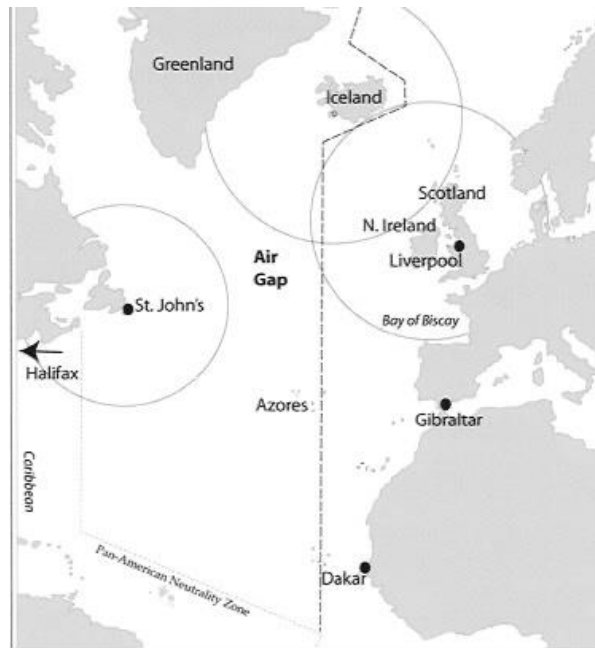 Greenland
Iceland
Scotland
N. Ireland
Air
Gap
Liverpool
St. John's
Bay of Biscay
Halifax
Azores
Gibraltar
Caribbean
Pan-American Neutrality Zone
Dakar